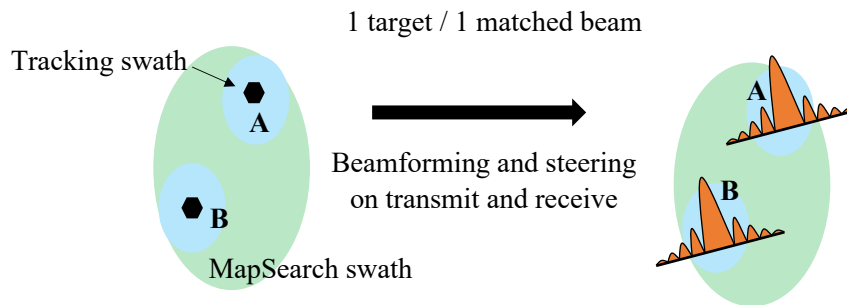 1 target / 1 matched beam
Tracking swath
A
B
MapSearch swath
Beamforming and steering
on transmit and receive
A
B